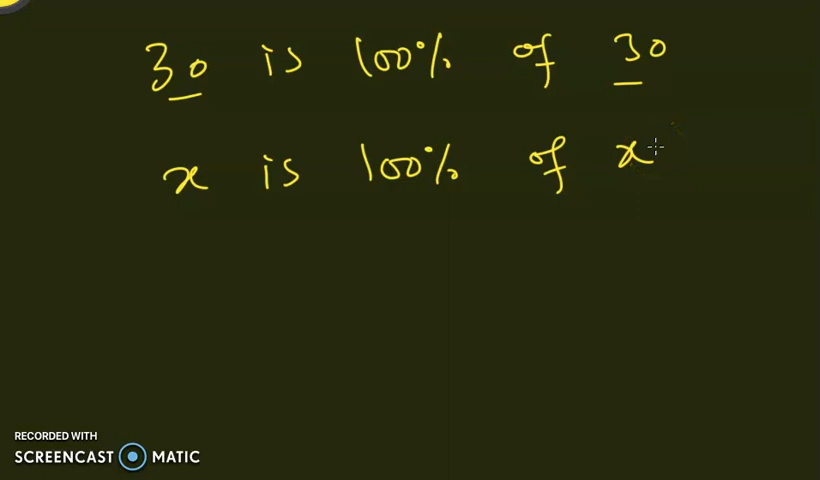 30 is 100% of 30
x is 100% of x
RECORDED WITH
SCREENCAST MATIC